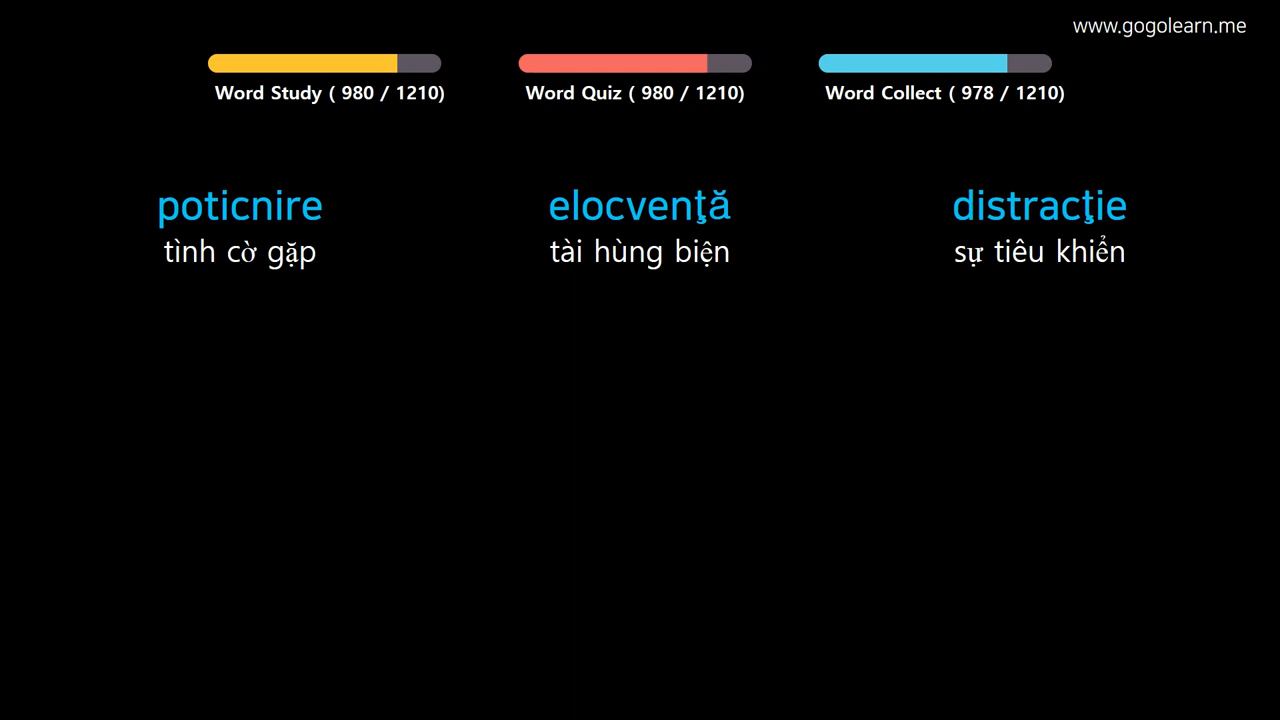 www.gogolearn.me
Word Study ( 980 / 1210)
Word Quiz ( 980 / 1210)
Word Collect ( 978 / 1210)
poticnire
elocvenţă
distracţie
tình cờ gặp
tài hùng biện
sự tiêu khiển